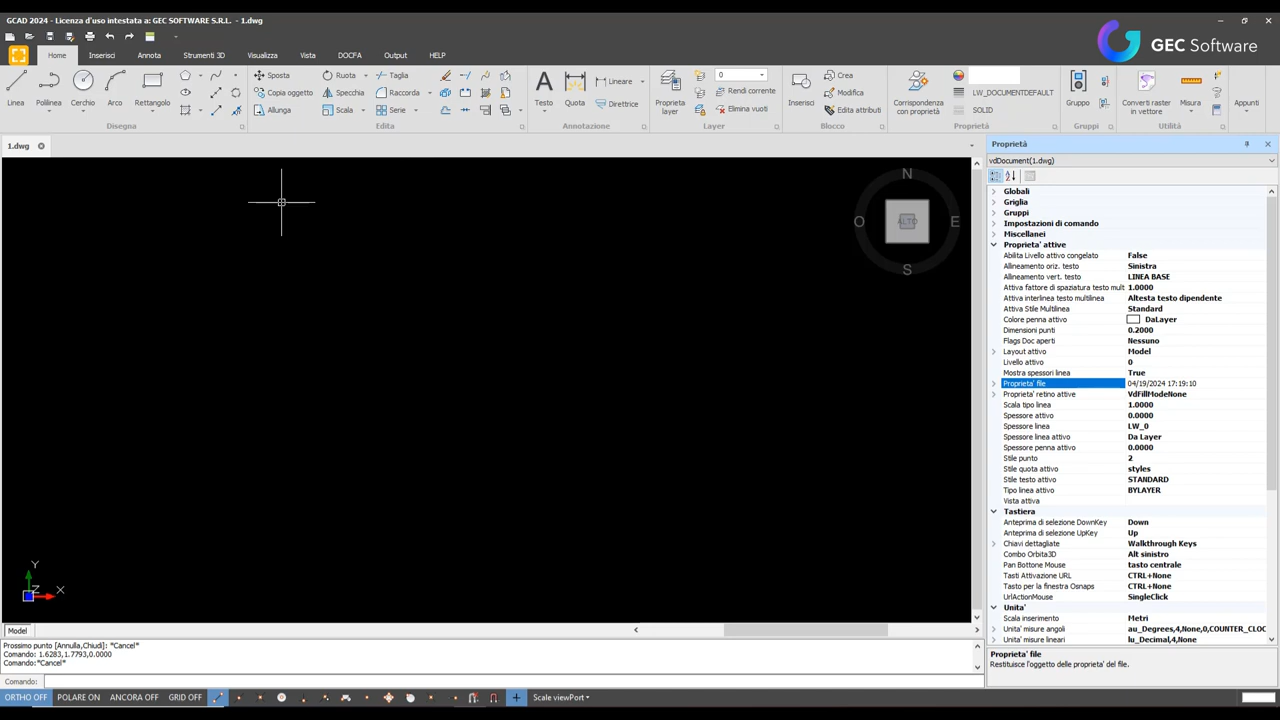 GCAD 2024 - Licenza d'uso intestata a: GEC SOFTWARE S.R.L. - 1.dwg
GEC Software
Home Inserisci Annota Strumenti 3D Visualizza Vista DOCFA Output HELP
Linea Polilinea Cerchio Arco Rettangolo
Disegna
Sposta Ruota Taglia
Copia oggetto Specchia Raccorda
Allunga Scala Serie
Edita
Testo Quota Lineare
Direttrice
Annotazione
Proprieta layer
0
Rendi corrente
Elimina vuoti
Layer
Inserisci Crea
Modifica
Edita attributi
Blocco
Corrispondenza con proprietà
LW_DOCUMENTDEFAULT
SOLID
Proprietà
Gruppo
Gruppi
Converti raster in vettore
Misura
Utilità
Appunti
1.dwg
Proprietà
vdDocument(1.dwg)
Globali
Griglia
Gruppi
Impostazioni di comando
Miscellanei
Proprieta' attive
Abilita Livello attivo congelato False
Allineamento oriz. testo Sinistra
Allineamento vert. testo LINEA BASE
Attiva fattore di spaziatura testo mult 1.0000
Attiva interlinea testo multilinea Altesta testo dipendente
Attiva Stile Multilinea Standard
Colore penna attivo DaLayer
Dimensioni punti 0.2000
Flags Doc aperti Nessuno
Layout attivo Model
Livello attivo 0
Mostra spessori linea True
Proprieta' file 04/19/2024 17:19:10
Proprieta' retino attive VdFillModeNone
Scala tipo linea 1.0000
Spessore attivo 0.0000
Spessore linea LW_0
Spessore linea attivo Da Layer
Spessore penna attivo 0.0000
Stile punto 2
Stile quota attivo styles
Stile testo attivo STANDARD
Tipo linea attivo BYLAYER
Vista attiva
Tastiera
Anteprima di selezione DownKey Down
Anteprima di selezione UpKey Up
Chiavi dettagliate Walkthrough Keys
Combo Orbita3D Alt sinistro
Pan Bottone Mouse tasto centrale
Tasti Attivazione URL CTRL+None
Tasto per la finestra Osnaps CTRL+None
UrlActionMouse SingleClick
Unita'
Scala inserimento Metri
Unita' misure angoli au_Degrees,4,None,0,COUNTER_CLOC
Unita' misure lineari lu_Decimal,4,None
Proprieta' file
Restituisce l'oggetto delle proprieta' del file.
N
O ALTO E
S
Y
Z X
Model
Prossimo punto [Annulla,Chiudi]: *Cancel*
Comando: 1.6283,1.7793,0.0000
Comando:*Cancel*
Comando:
ORTHO OFF POLARE ON ANCORA OFF GRID OFF Scale viewPort